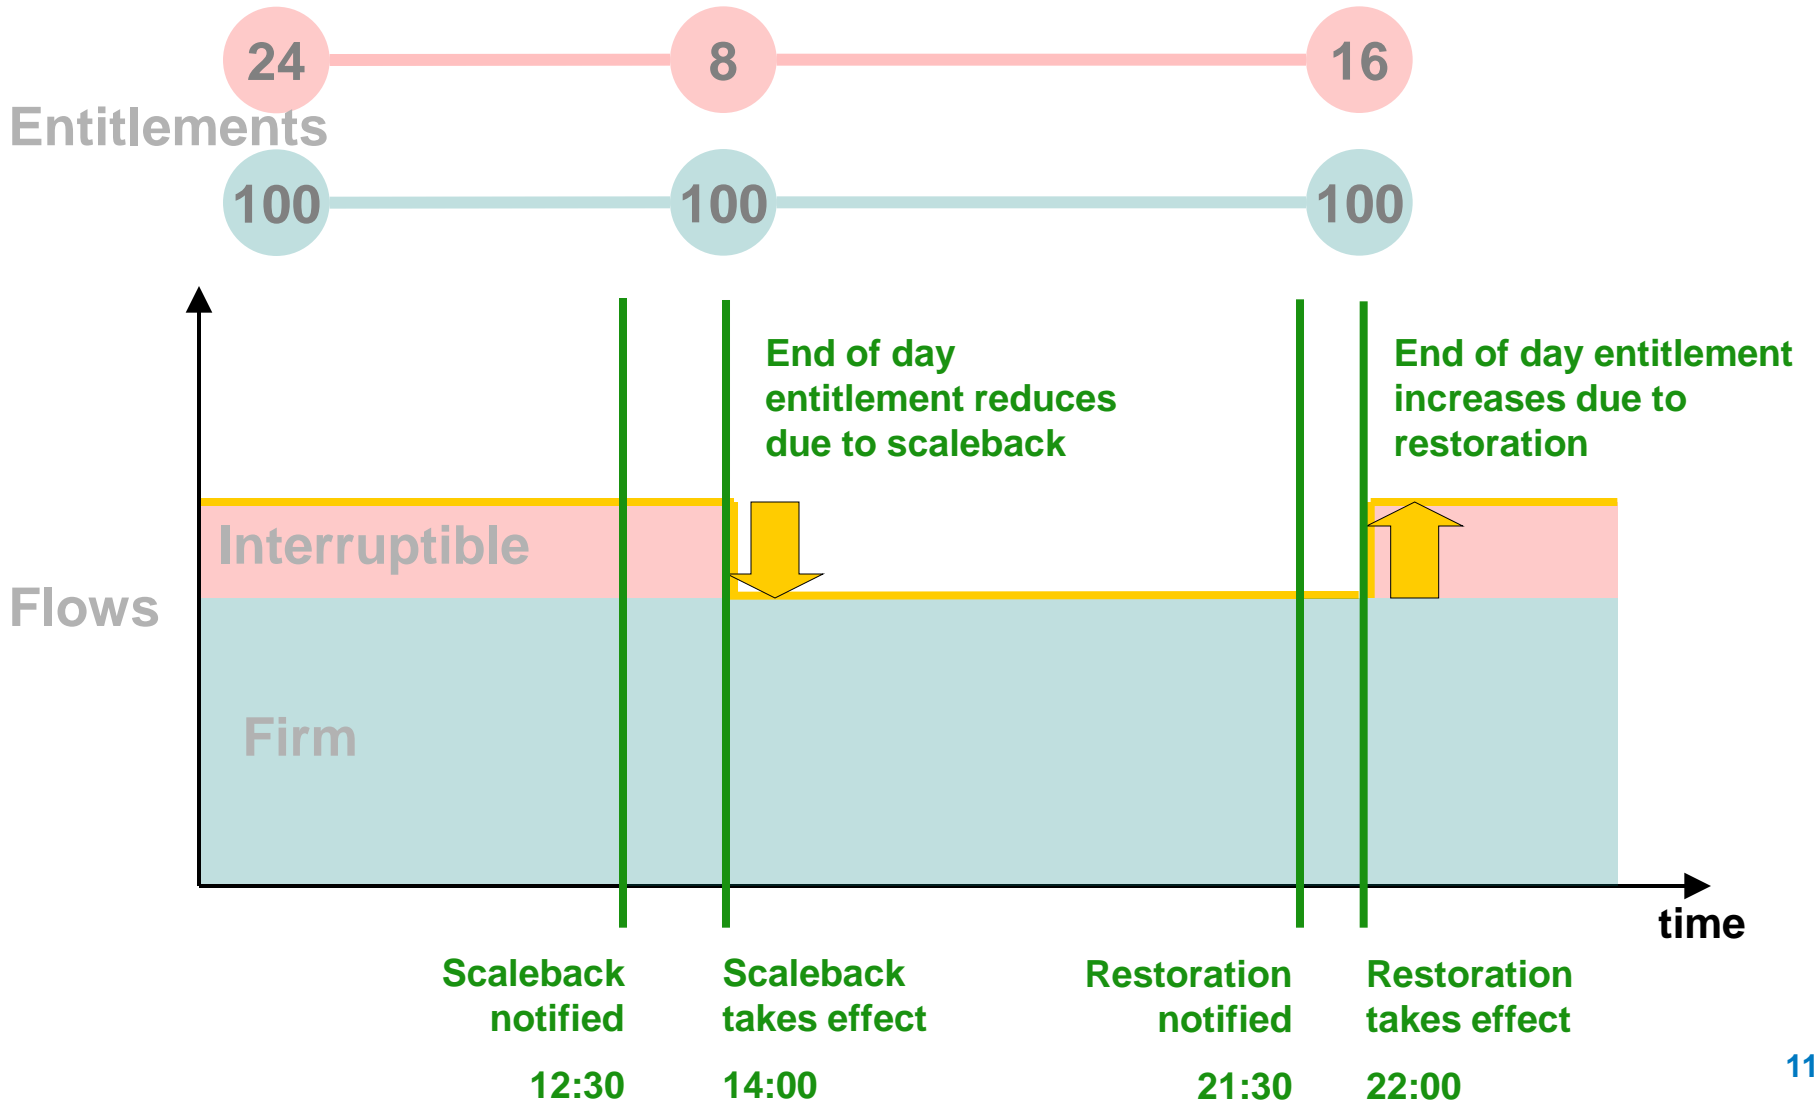 24
8
16
Entitlements
100
100
100
End of day
entitlement reduces
due to scaleback
End of day entitlement
increases due to
restoration
Interruptible
Flows
Firm
time
Scaleback
notified
12:30
Scaleback
takes effect
14:00
Restoration
notified
21:30
Restoration
takes effect
22:00
11